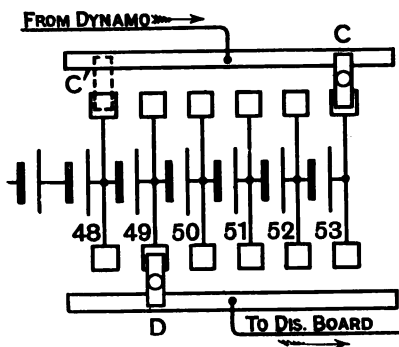 FROM DYNAMO
C
C'
48 49 50 51 52 53
D
TO DIS. BOARD